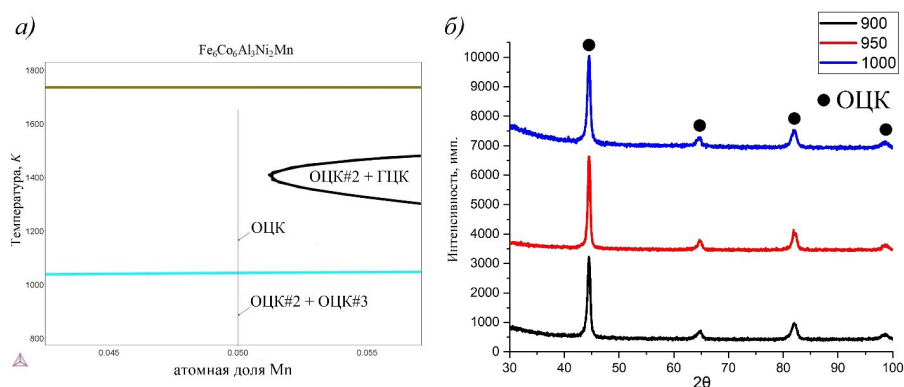 а)
Fe₆Co₆Al₃Ni₂Mn
Температура, К
1800
1600
1400
1200
1000
800
ОЦК#2 + ГЦК
ОЦК
ОЦК#2 + ОЦК#3
0.045
0.050
0.055
атомная доля Mn
б)
900
950
1000
ОЦК
Интенсивность, имп.
10000
9000
8000
7000
6000
5000
4000
3000
2000
1000
0
30
40
50
60
70
80
90
100
2θ